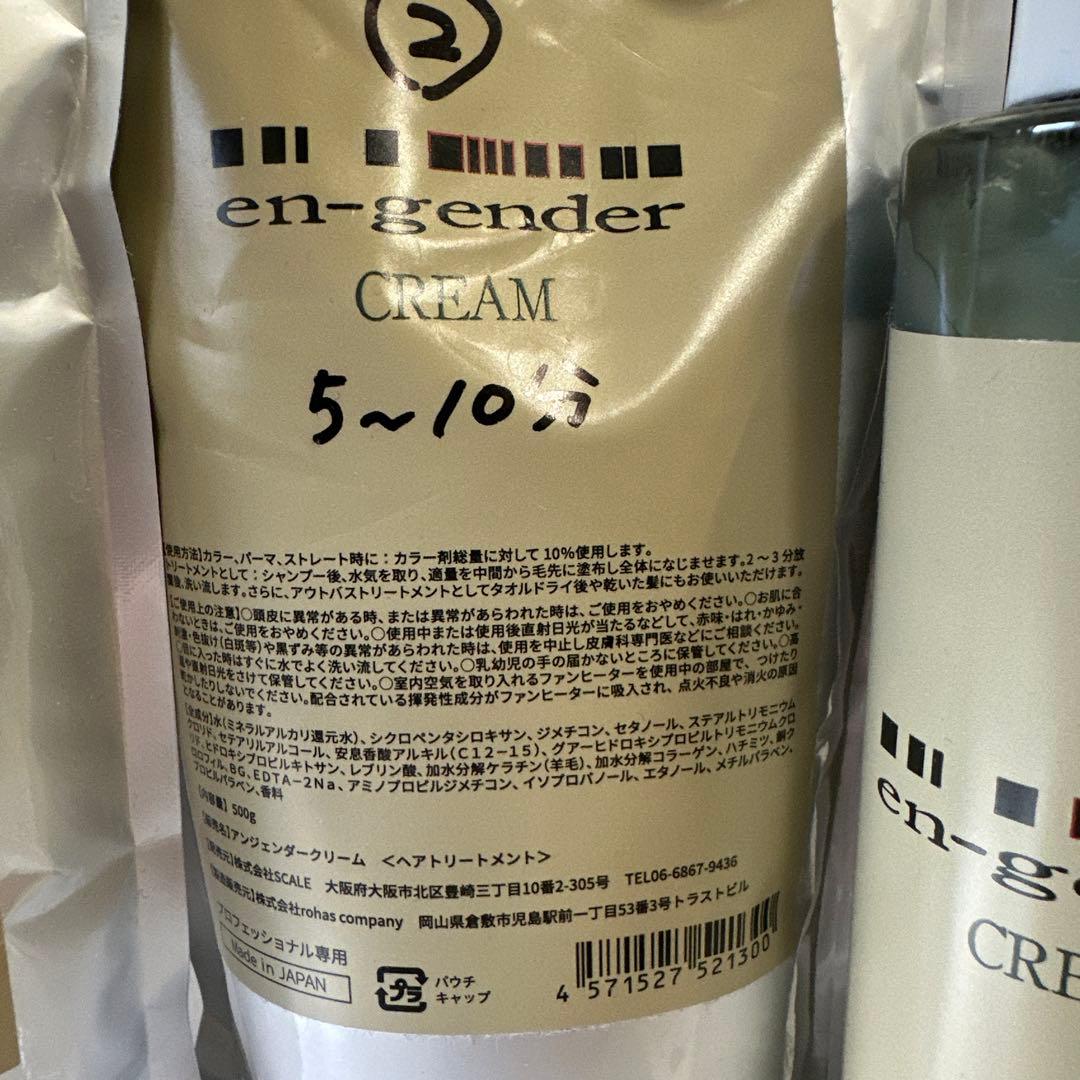 ②
en-gender
CREAM
5~10分
【使用方法】カラー、パーマ、ストレート時に：カラー剤総量に対して10%使用します。
トリートメントとして：シャンプー後、水気を取り、適量を中間から毛先に塗布し全体になじませます。2～3分放
置後、洗い流します。さらに、アウトバストリートメントとしてタオルドライ後や乾いた髪にもお使いいただけます。
【ご使用上の注意】○頭皮に異常がある時、または異常があらわれた時は、ご使用をおやめください。○お肌に合
わないときは、ご使用をおやめください。○使用中または使用後直射日光が当たるなどして、赤味・はれ・かゆみ・
刺激・色抜け(白斑等)や黒ずみ等の異常があらわれた時は、使用を中止し皮膚科専門医などにご相談ください。
○目に入った時はすぐに水でよく洗い流してください。○乳幼児の手の届かないところに保管してください。○高
温や直射日光をさけて保管してください。○室内空気を取り入れるファンヒーターを使用中の部屋で、つけたり
乾かしたりしないでください。配合されている揮発性成分がファンヒーターに吸入され、点火不良や消火の原因
となることがあります。
【全成分】水(ミネラルアルカリ還元水)、シクロペンタシロキサン、ジメチコン、セタノール、ステアルトリモニウム
クロリド、セテアリルアルコール、安息香酸アルキル(C12-15)、グアーヒドロキシプロピルトリモニウムクロ
リド、ヒドロキシプロピルキトサン、レブリン酸、加水分解ケラチン(羊毛)、加水分解コラーゲン、ハチミツ、銅ク
ロロフィル、BG、EDTA-2Na、アミノプロピルジメチコン、イソプロパノール、エタノール、メチルパラベン、
プロピルパラベン、香料
【内容量】500g
【販売名】アンジェンダークリーム <ヘアトリートメント>
【発売元】株式会社SCALE 大阪府大阪市北区豊崎三丁目10番2-305号 TEL06-6867-9436
【製造販売元】株式会社rohas company 岡山県倉敷市児島駅前一丁目53番3号トラストビル
プロフェッショナル専用
Made in JAPAN
プラ
パウチ
キャップ
4 571527 521300
en-g
CRE